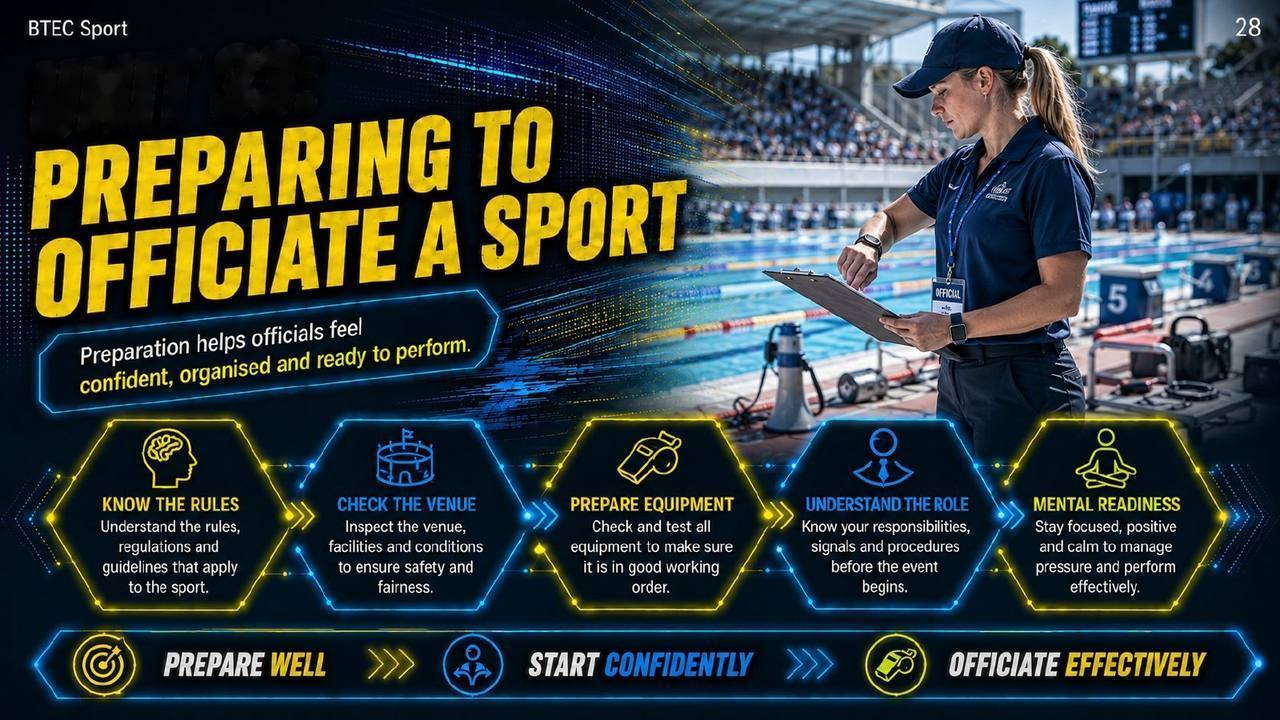 BTEC Sport
28
PREPARING TO
OFFICIATE A SPORT
Preparation helps officials feel
confident, organised and ready to perform.
OFFICIAL
5
4
3
KNOW THE RULES
Understand the rules,
regulations and
guidelines that apply
to the sport.
CHECK THE VENUE
Inspect the venue,
facilities and conditions
to ensure safety and
fairness.
PREPARE EQUIPMENT
Check and test all
equipment to make sure
it is in good working
order.
UNDERSTAND THE ROLE
Know your responsibilities,
signals and procedures
before the event
begins.
MENTAL READINESS
Stay focused, positive
and calm to manage
pressure and perform
effectively.
PREPARE WELL
START CONFIDENTLY
OFFICIATE EFFECTIVELY